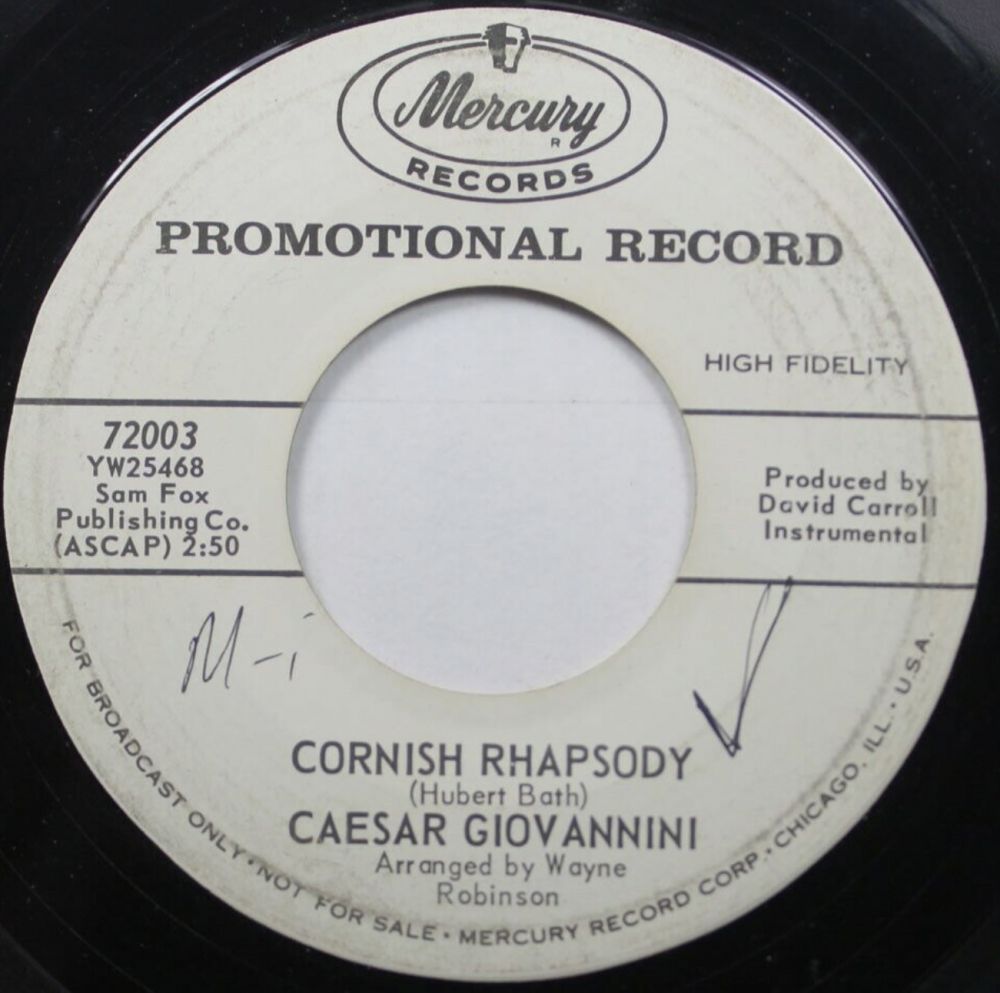 Mercury
R
RECORDS
PROMOTIONAL RECORD
HIGH FIDELITY
72003
YW25468
Sam Fox
Publishing Co.
(ASCAP) 2:50
Produced by
David Carroll
Instrumental
M-i
CORNISH RHAPSODY
(Hubert Bath)
CAESAR GIOVANNINI
Arranged by Wayne
Robinson
FOR BROADCAST ONLY • NOT FOR SALE • MERCURY RECORD CORP. • CHICAGO, ILL. • U.S.A.